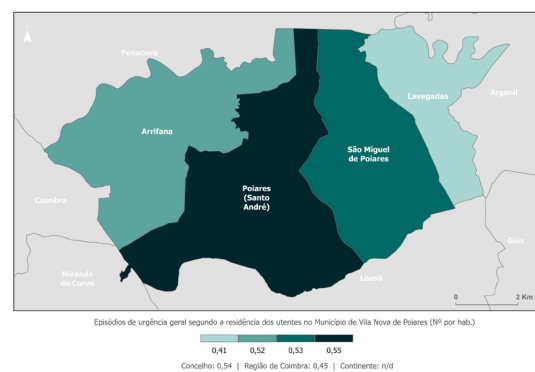 N
Penacova
Lavegadas
Arganil
Arrifana
São Miguel
de Poiares
Poiares
(Santo
André)
Coimbra
Góis
Miranda
do Corvo
Lousã
0 2 Km
Episódios de urgência geral segundo a residência dos utentes no Município de Vila Nova de Poiares (Nº por hab.)
0,41 0,52 0,53 0,55
Concelho: 0,54 | Região de Coimbra: 0,45 | Continente: n/d